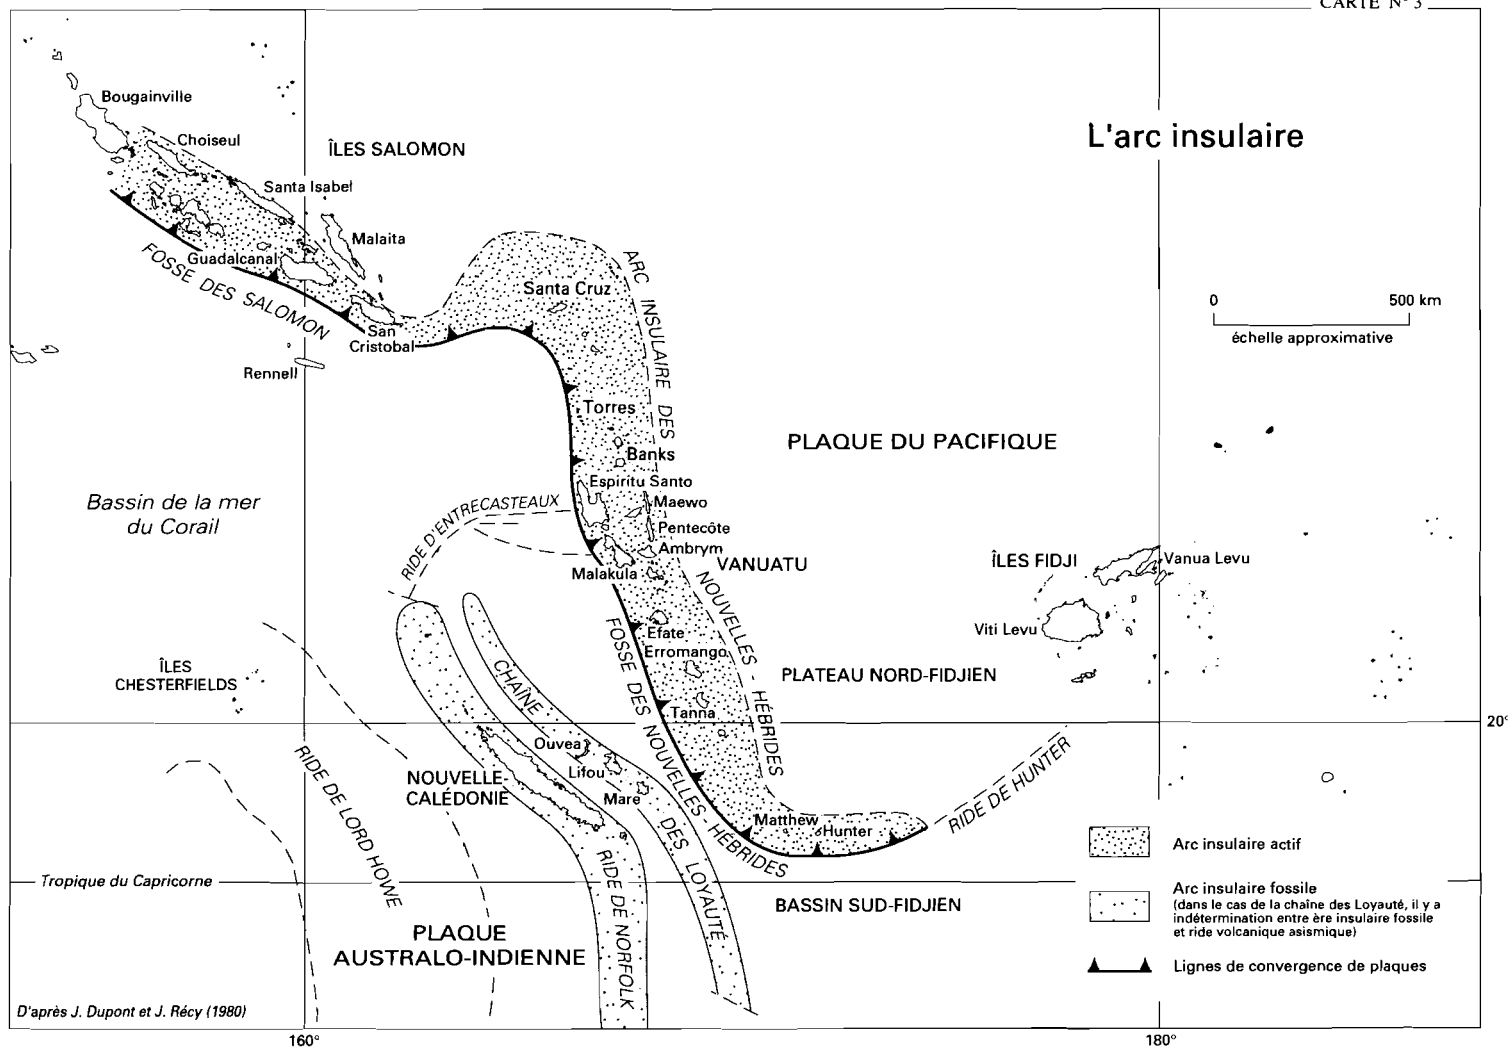 CARTE N° 3
L'arc insulaire
Bougainville
Choiseul
ÎLES SALOMON
Santa Isabel
Malaita
Guadalcanal
FOSSE DES SALOMON
San
Cristobal
Rennell
Santa Cruz
ARC INSULAIRE DES NOUVELLES - HÉBRIDES
0 500 km
échelle approximative
Torres
Banks
PLAQUE DU PACIFIQUE
Espiritu Santo
Maewo
Pentecôte
Ambrym
Malakula
VANUATU
Bassin de la mer
du Corail
RIDE D'ENTRECASTEAUX
ÎLES FIDJI
Vanua Levu
Viti Levu
Efate
Erromango
Tanna
FOSSE DES NOUVELLES - HÉBRIDES
PLATEAU NORD-FIDJIEN
ÎLES
CHESTERFIELDS
CHAÎNE DES LOYAUTÉ
20°
Ouvea
Lifou
Mare
NOUVELLE-
CALÉDONIE
RIDE DE LORD HOWE
RIDE DE HUNTER
Matthew
Hunter
RIDE DE NORFOLK
Tropique du Capricorne
BASSIN SUD-FIDJIEN
PLAQUE
AUSTRALO-INDIENNE
Arc insulaire actif
Arc insulaire fossile
(dans le cas de la chaîne des Loyauté, il y a
indétermination entre ère insulaire fossile
et ride volcanique asismique)
Lignes de convergence de plaques
D'après J. Dupont et J. Récy (1980)
160°
180°